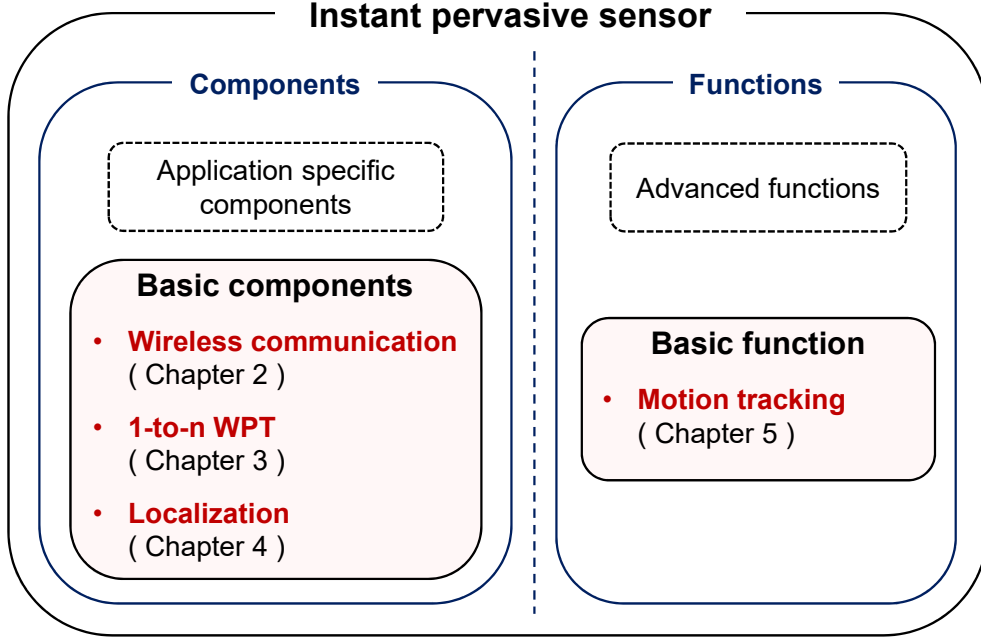 Instant pervasive sensor
Components
Application specific
components
Basic components
• Wireless communication
( Chapter 2 )
• 1-to-n WPT
( Chapter 3 )
• Localization
( Chapter 4 )
Functions
Advanced functions
Basic function
• Motion tracking
( Chapter 5 )